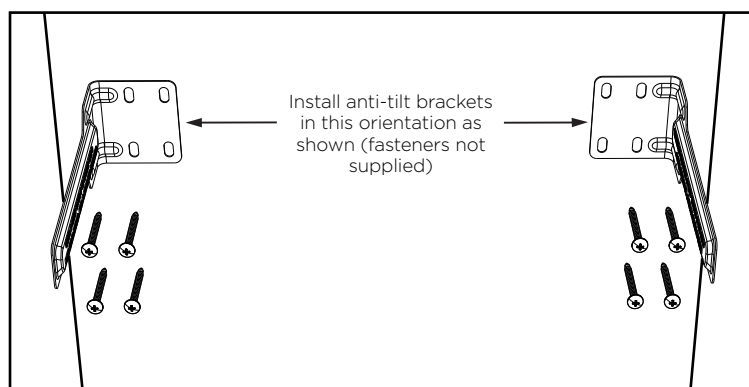 Install anti-tilt brackets
in this orientation as
shown (fasteners not
supplied)